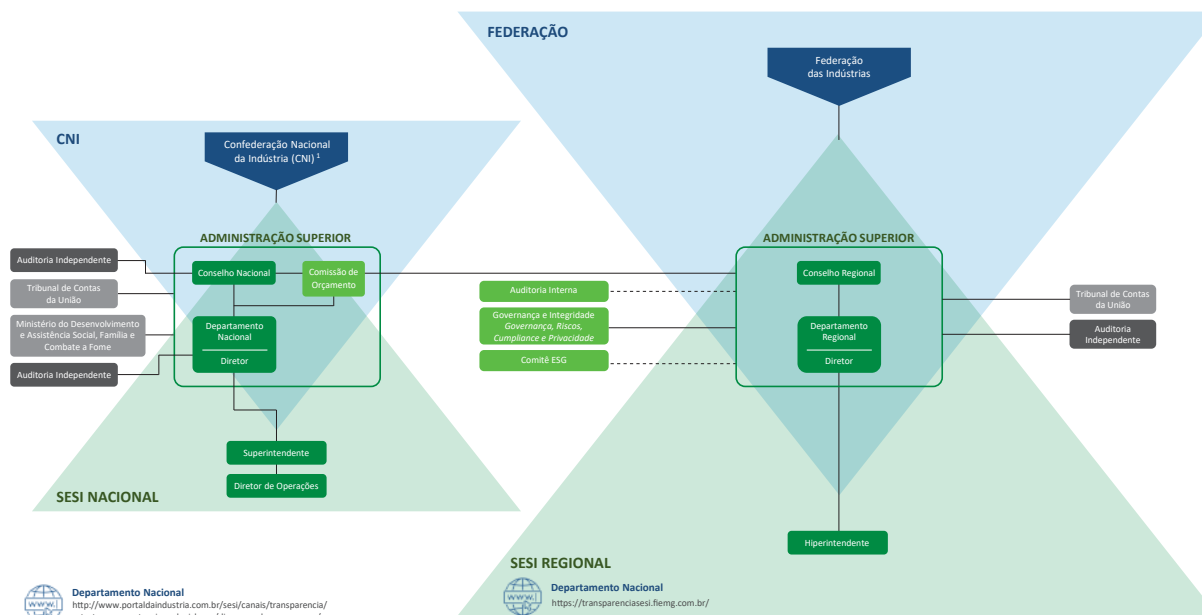 FEDERAÇÃO
Federação
das Indústrias
CNI
Confederação Nacional
da Indústria (CNI) 1
ADMINISTRAÇÃO SUPERIOR
Auditoria Independente
Tribunal de Contas
da União
Ministério do Desenvolvimento
e Assistência Social, Família e
Combate a Fome
Auditoria Independente
Conselho Nacional
Comissão de
Orçamento
Departamento
Nacional
Diretor
Superintendente
Diretor de Operações
SESI NACIONAL
Auditoria Interna
Governança e Integridade
Governança, Riscos,
Cumpliance e Privacidade
Comitê ESG
ADMINISTRAÇÃO SUPERIOR
Conselho Regional
Departamento
Regional
Diretor
Tribunal de Contas
da União
Auditoria
Independente
Hiperintendente
SESI REGIONAL
www.
Departamento Nacional
http://www.portaldaindustria.com.br/sesi/canais/transparencia/
www.
Departamento Nacional
https://transparenciasesi.fiemg.com.br/